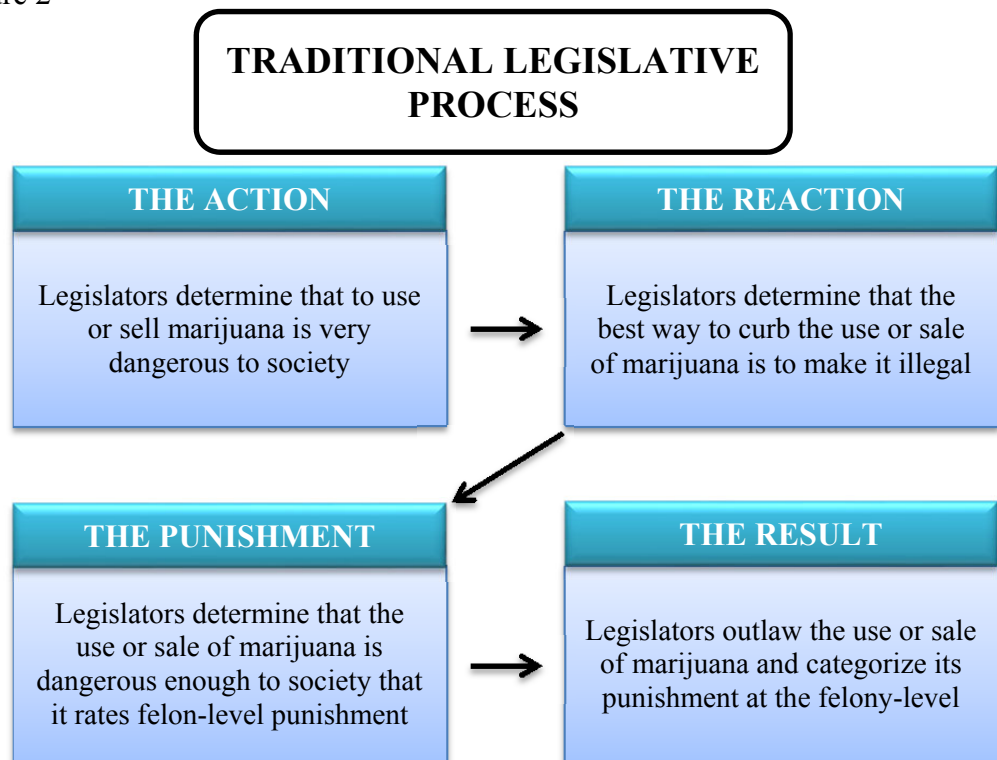 TRADITIONAL LEGISLATIVE
PROCESS
THE ACTION
Legislators determine that to use
or sell marijuana is very
dangerous to society
THE REACTION
Legislators determine that the
best way to curb the use or sale
of marijuana is to make it illegal
THE PUNISHMENT
Legislators determine that the
use or sale of marijuana is
dangerous enough to society that
it rates felon-level punishment
THE RESULT
Legislators outlaw the use or sale
of marijuana and categorize its
punishment at the felony-level